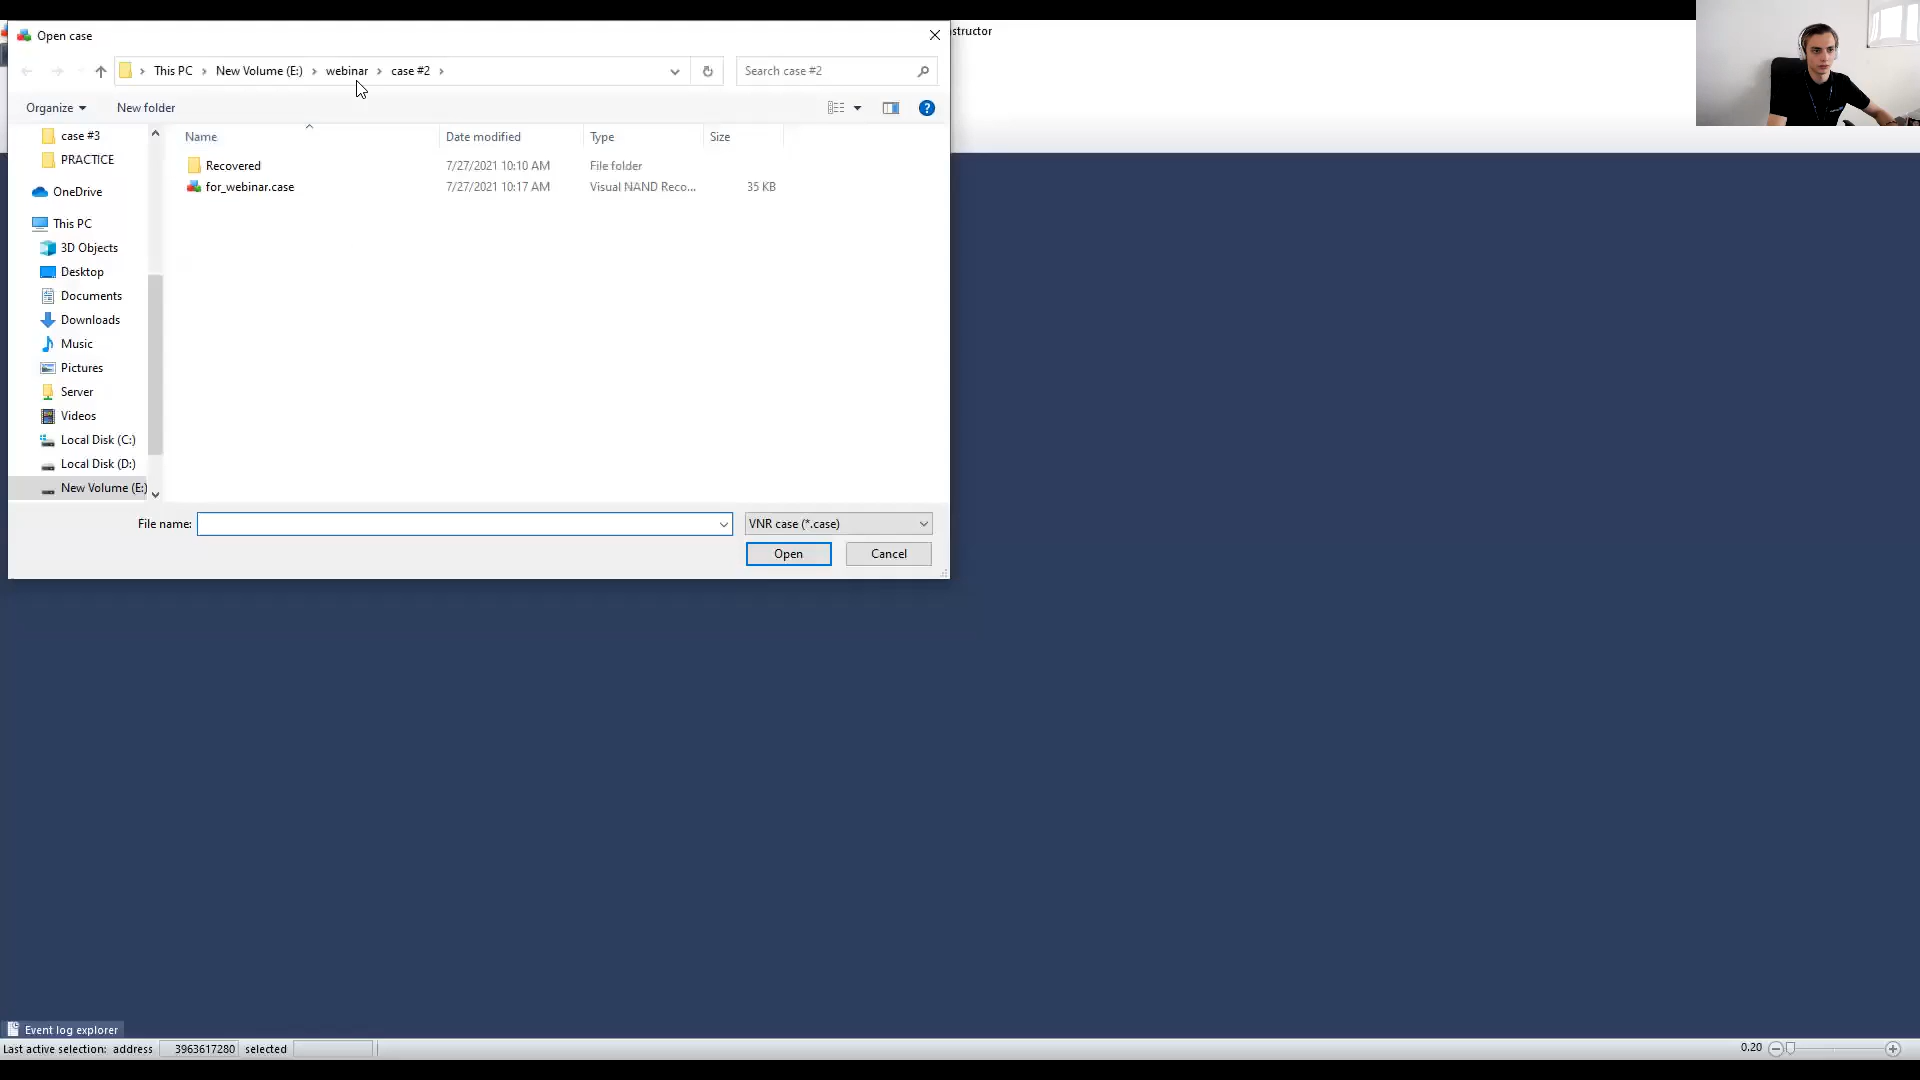 Open case
structor
This PC > New Volume (E:) > webinar > case #2 >
Search case #2
Organize
New folder
?
case #3
PRACTICE
OneDrive
This PC
3D Objects
Desktop
Documents
Downloads
Music
Pictures
Server
Videos
Local Disk (C:)
Local Disk (D:)
New Volume (E:)
Name Date modified Type Size
Recovered 7/27/2021 10:10 AM File folder
for_webinar.case 7/27/2021 10:17 AM Visual NAND Reco... 35 KB
File name:
VNR case (*.case)
Open
Cancel
Event log explorer
Last active selection: address 3963617280 selected
0.20